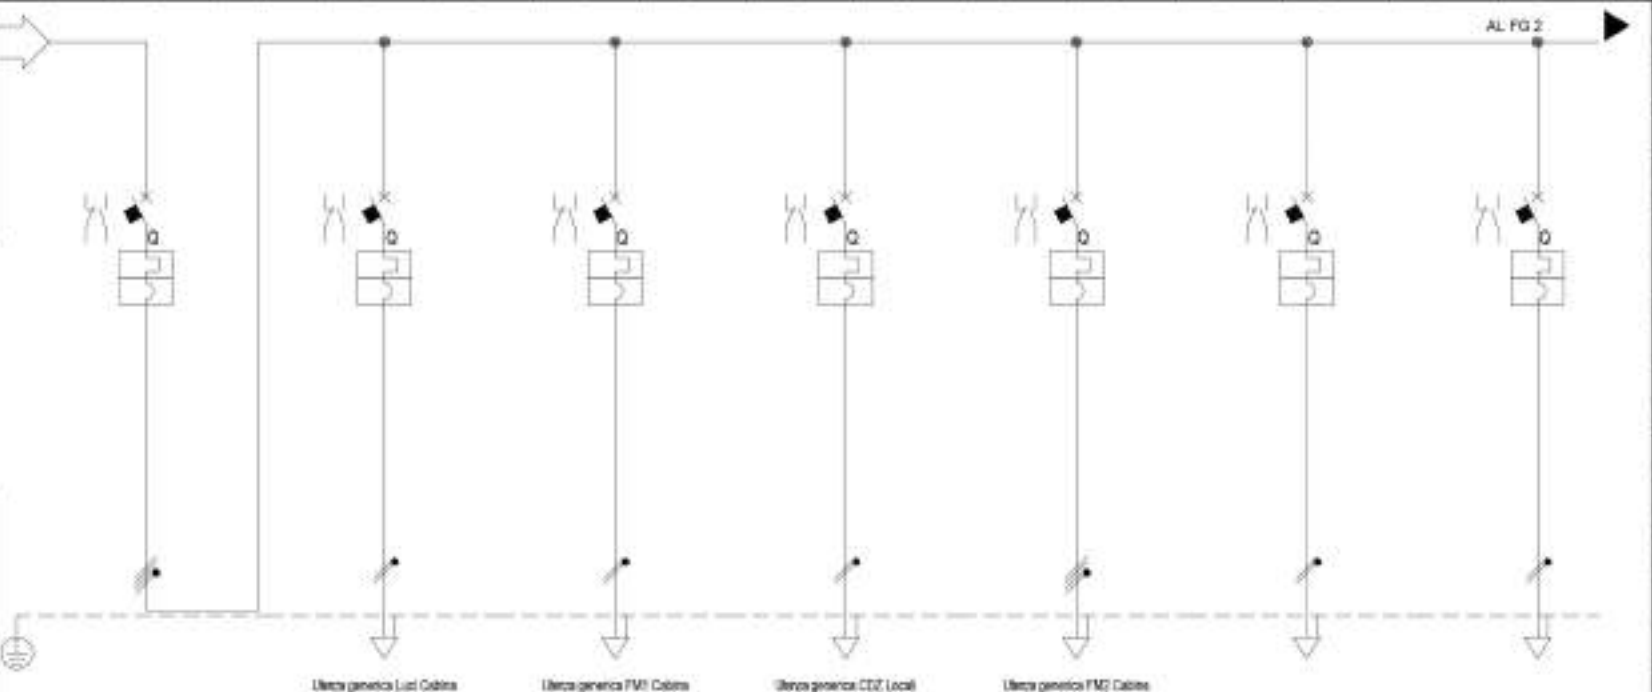 AL FG 2
Q Q Q Q Q Q Q
Utenza generica Luci Cabina
Utenza generica FM1 Cabina
Utenza generica CDZ Locali
Utenza generica FM2 Cabina